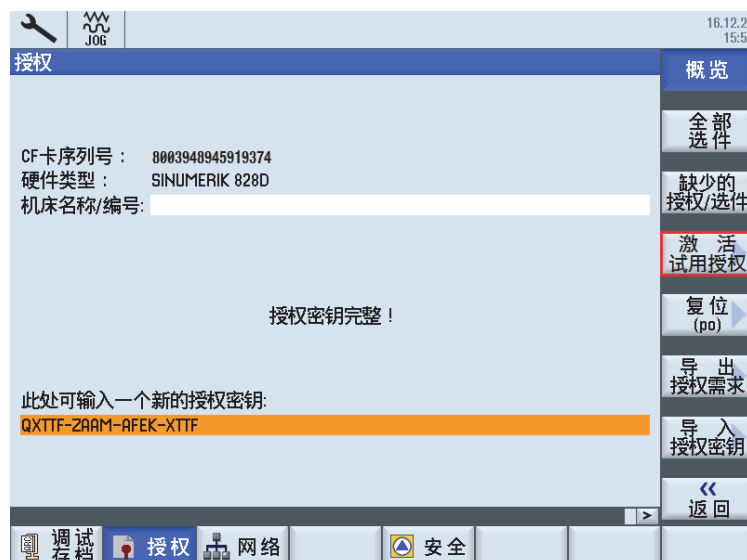 JOG
16.12.2
15:5
授权
CF卡序列号： 8003948945919374
硬件类型： SINUMERIK 828D
机床名称/编号:
授权密钥完整！
此处可输入一个新的授权密钥:
QXTTF-ZAAM-AFEK-XTTF
概览
全部
选件
缺少的
授权/选件
激 活
试用授权
复位
(po)
导 出
授权需求
导 入
授权密钥
<<
返回
>
调试
存档
授权
网络
安全